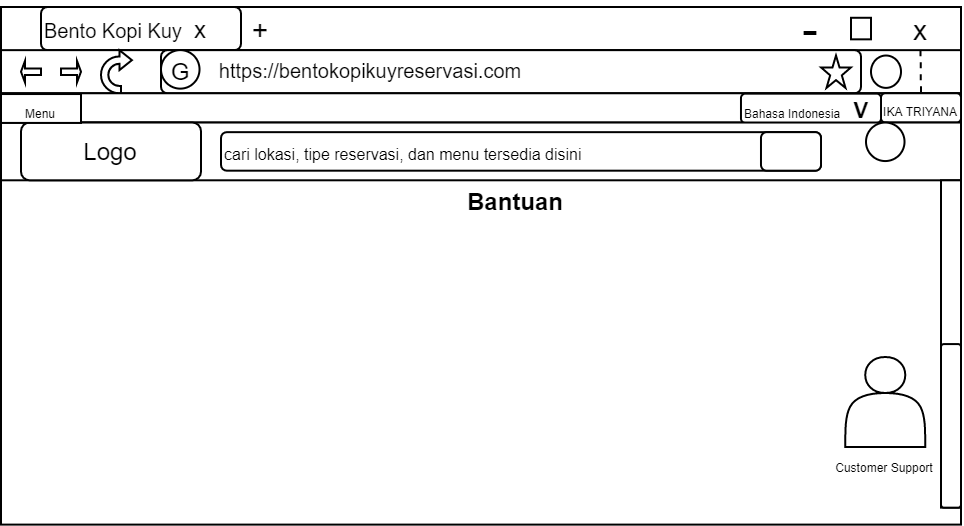 Bento Kopi Kuy x +
- x
G https://bentokopikuyreservasi.com
Menu Bahasa Indonesia V IKA TRIYANA
Logo cari lokasi, tipe reservasi, dan menu tersedia disini
Bantuan
Customer Support